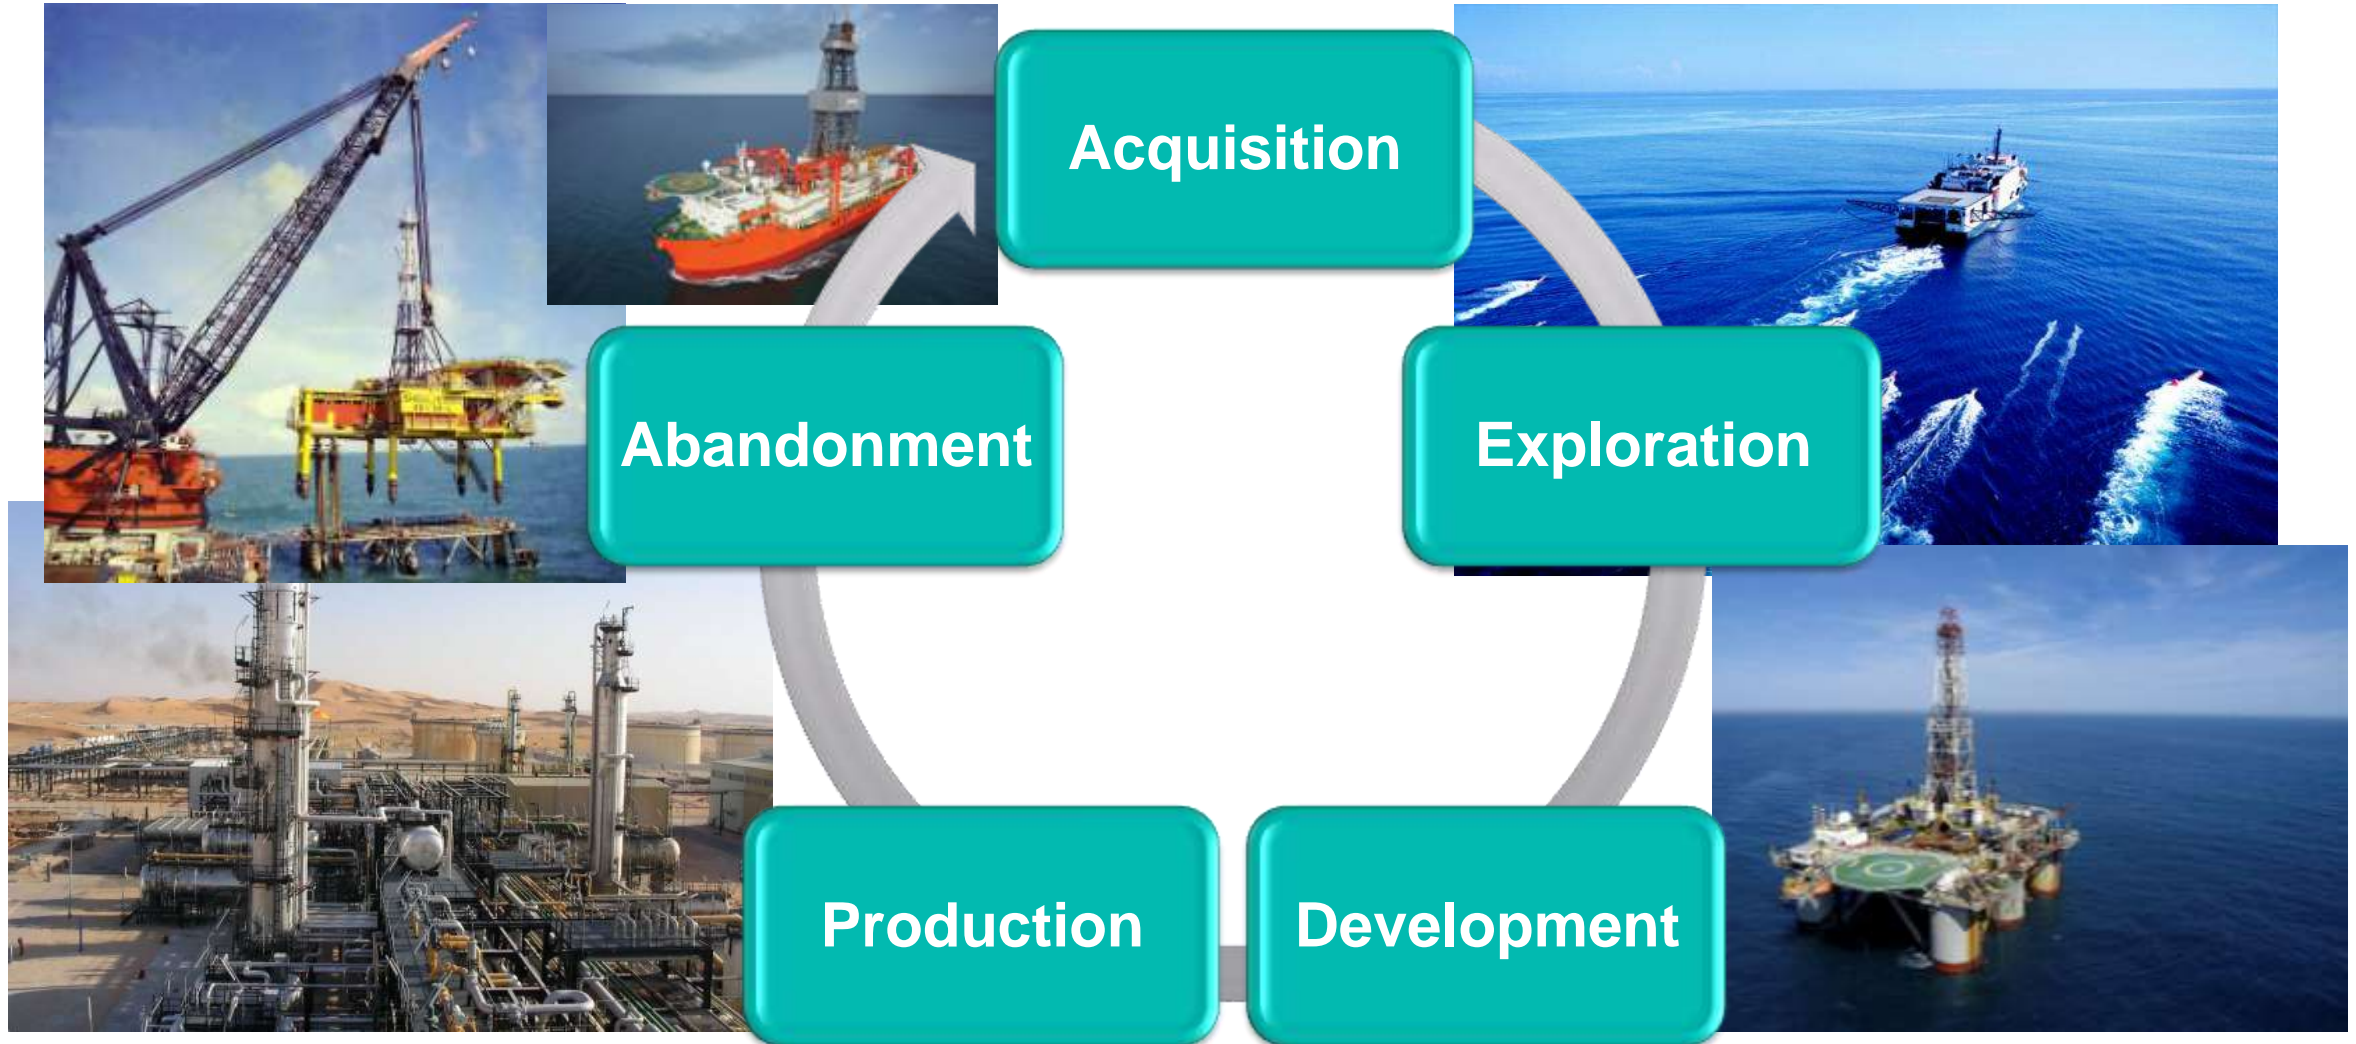 Acquisition
Exploration
Development
Production
Abandonment